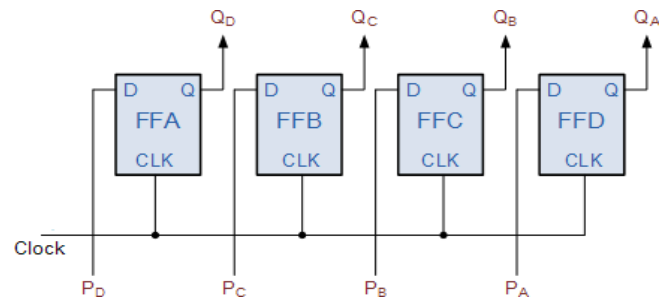 QD QC QB QA
D Q D Q D Q D Q
FFA FFB FFC FFD
CLK CLK CLK CLK
Clock
PD PC PB PA